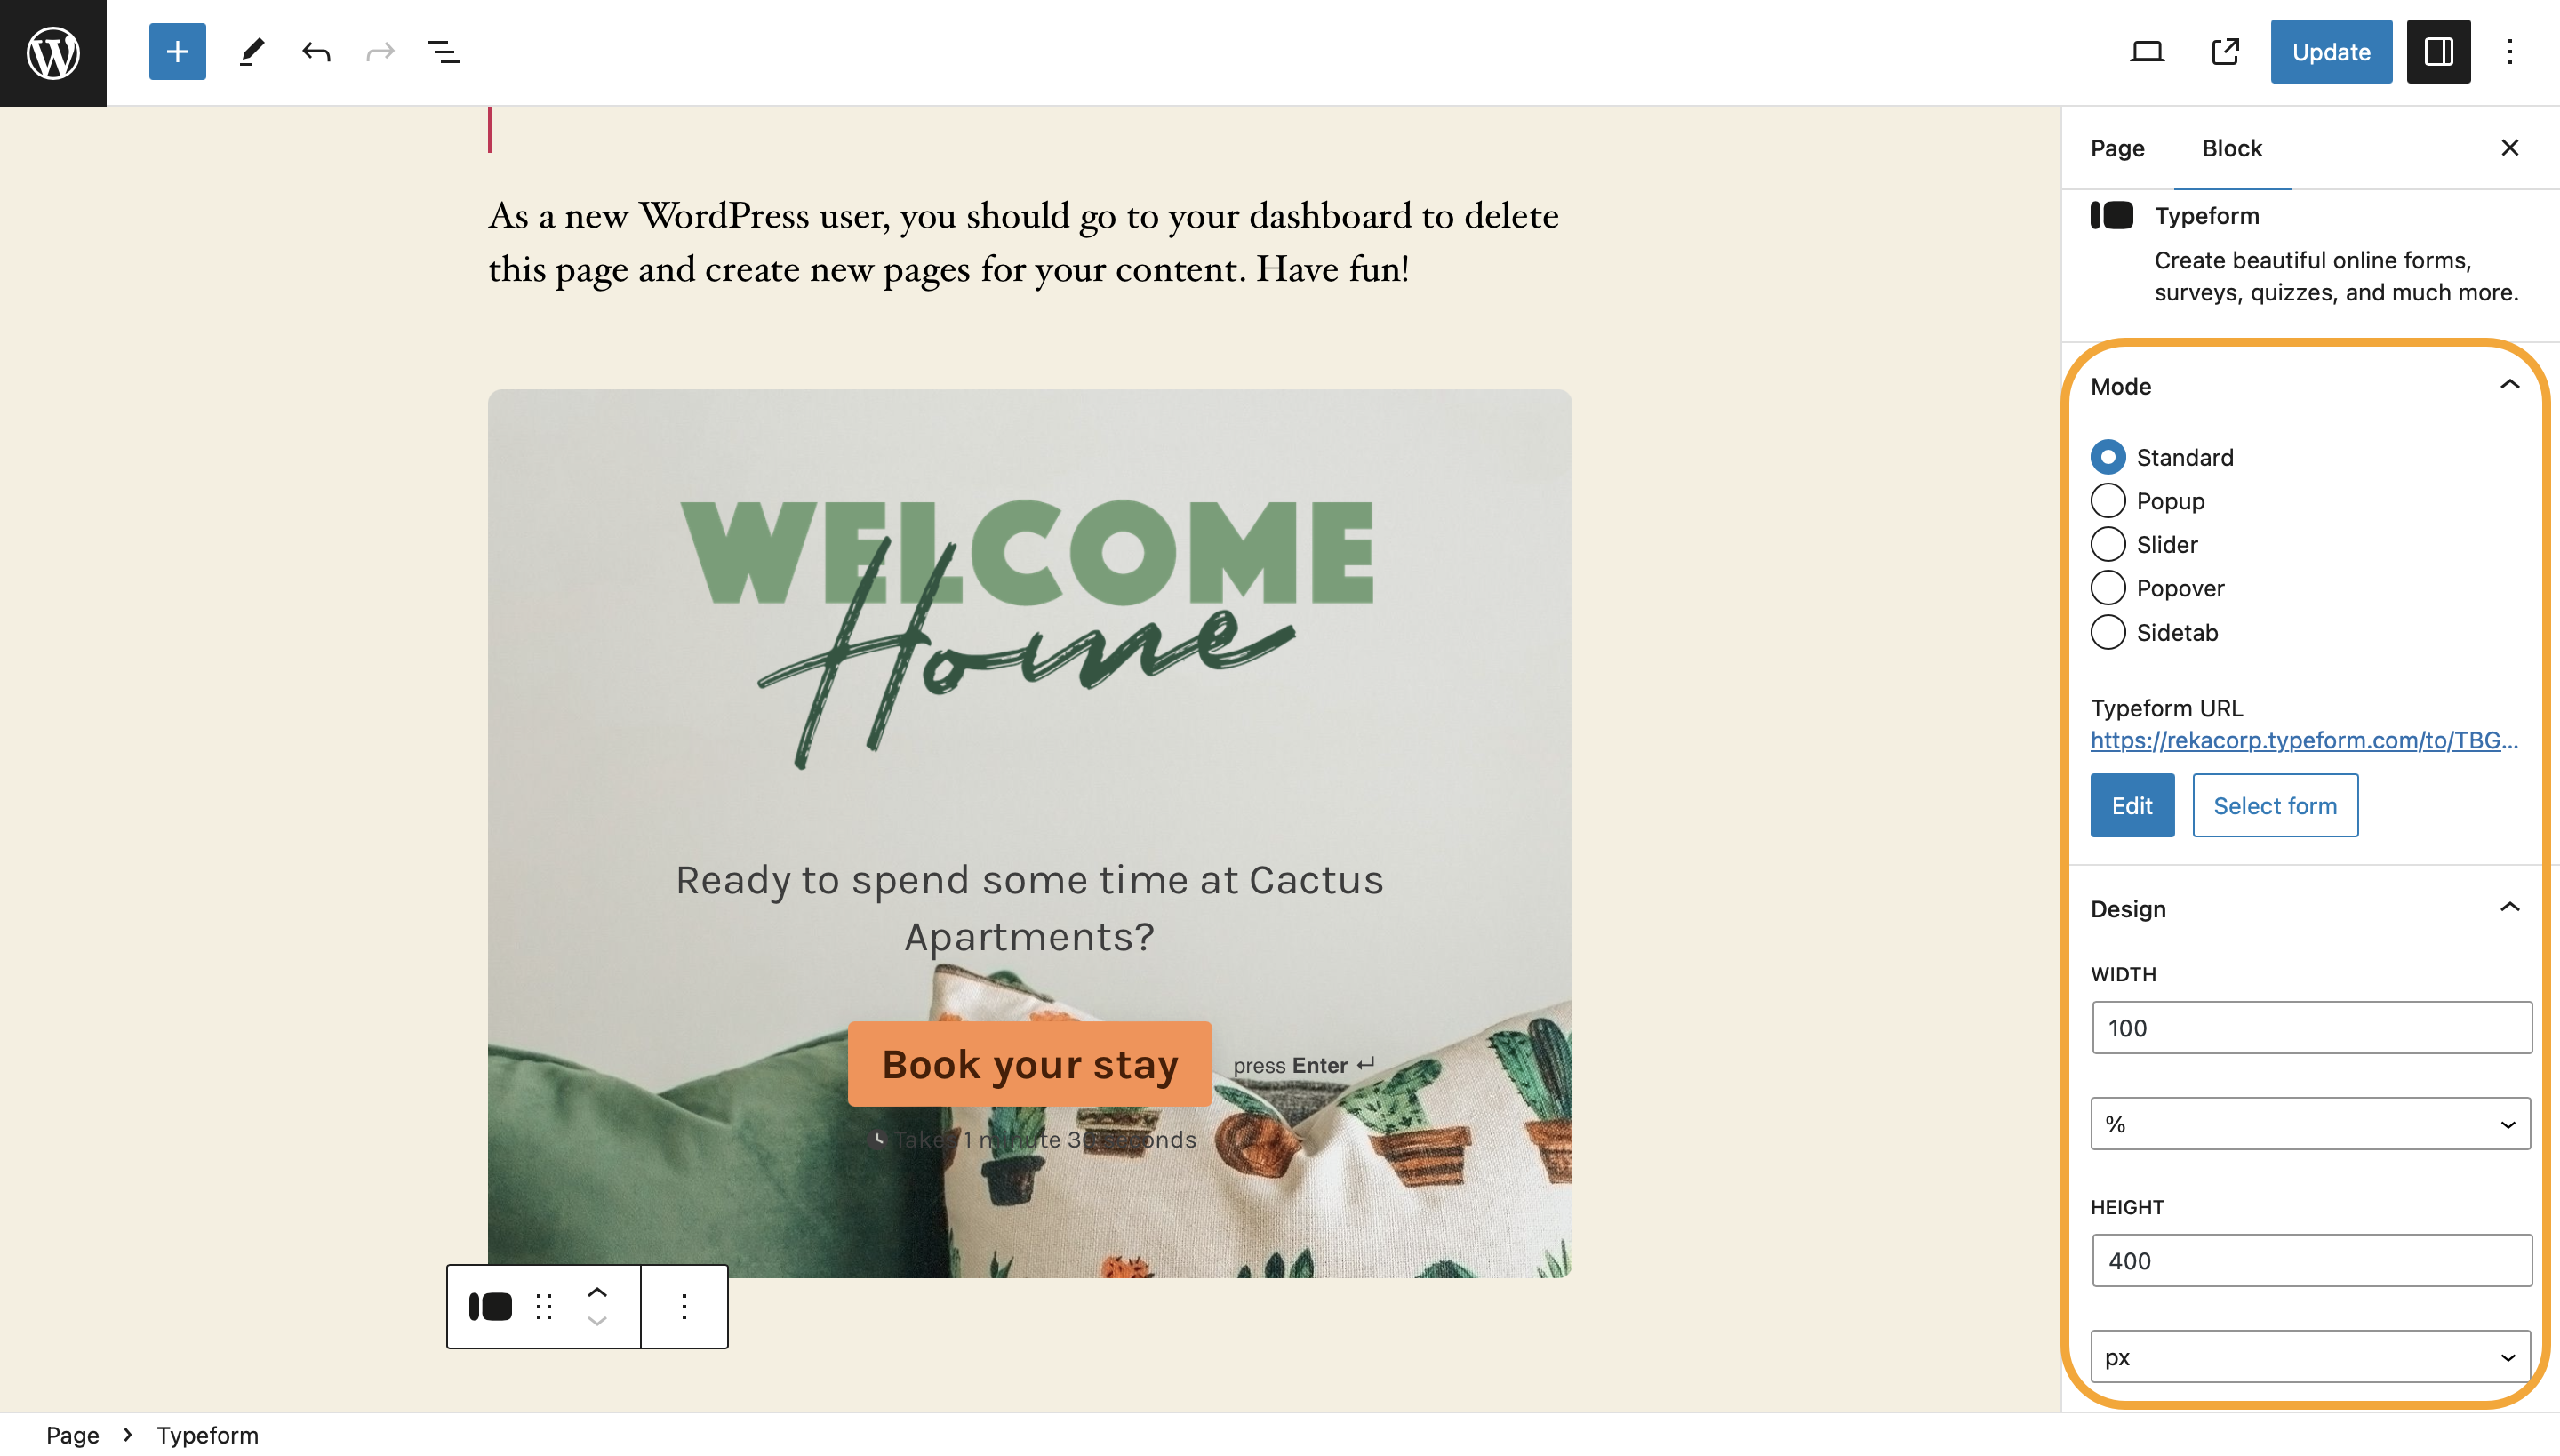 Update
Page
Block
As a new WordPress user, you should go to your dashboard to delete
this page and create new pages for your content. Have fun!
WELCOME
Home
Ready to spend some time at Cactus
Apartments?
Book your stay
press Enter ↵
Takes 1 minute 30 seconds
Typeform
Create beautiful online forms,
surveys, quizzes, and much more.
Mode
Standard
Popup
Slider
Popover
Sidetab
Typeform URL
https://rekacorp.typeform.com/to/TBG...
Edit
Select form
Design
WIDTH
100
%
HEIGHT
400
px
Page > Typeform